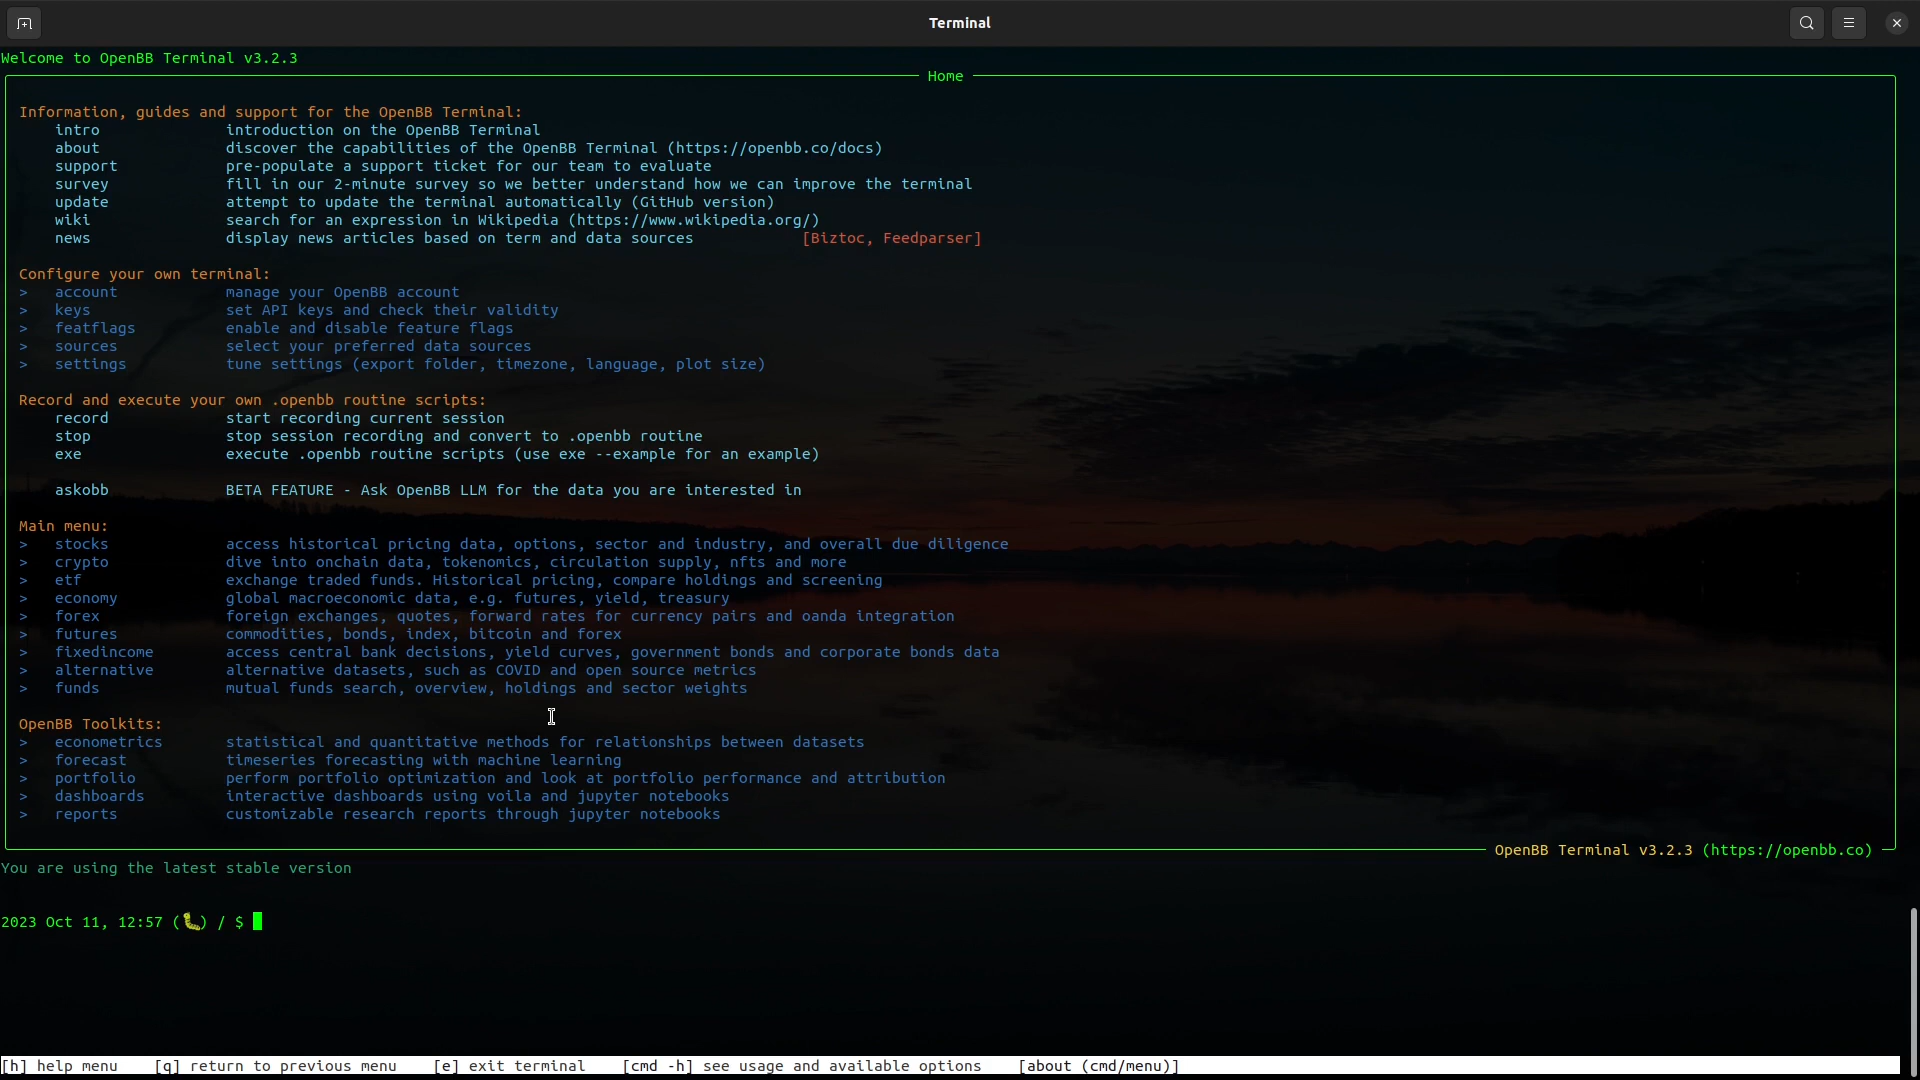 Terminal
Welcome to OpenBB Terminal v3.2.3
Home
Information, guides and support for the OpenBB Terminal:
intro introduction on the OpenBB Terminal
about discover the capabilities of the OpenBB Terminal (https://openbb.co/docs)
support pre-populate a support ticket for our team to evaluate
survey fill in our 2-minute survey so we better understand how we can improve the terminal
update attempt to update the terminal automatically (GitHub version)
wiki search for an expression in Wikipedia (https://www.wikipedia.org/)
news display news articles based on term and data sources [Biztoc, Feedparser]
Configure your own terminal:
> account manage your OpenBB account
> keys set API keys and check their validity
> featflags enable and disable feature flags
> sources select your preferred data sources
> settings tune settings (export folder, timezone, language, plot size)
Record and execute your own .openbb routine scripts:
record start recording current session
stop stop session recording and convert to .openbb routine
exe execute .openbb routine scripts (use exe --example for an example)
askobb BETA FEATURE - Ask OpenBB LLM for the data you are interested in
Main menu:
> stocks access historical pricing data, options, sector and industry, and overall due diligence
> crypto dive into onchain data, tokenomics, circulation supply, nfts and more
> etf exchange traded funds. Historical pricing, compare holdings and screening
> economy global macroeconomic data, e.g. futures, yield, treasury
> forex foreign exchanges, quotes, forward rates for currency pairs and oanda integration
> futures commodities, bonds, index, bitcoin and forex
> fixedincome access central bank decisions, yield curves, government bonds and corporate bonds data
> alternative alternative datasets, such as COVID and open source metrics
> funds mutual funds search, overview, holdings and sector weights
OpenBB Toolkits:
> econometrics statistical and quantitative methods for relationships between datasets
> forecast timeseries forecasting with machine learning
> portfolio perform portfolio optimization and look at portfolio performance and attribution
> dashboards interactive dashboards using voila and jupyter notebooks
> reports customizable research reports through jupyter notebooks
OpenBB Terminal v3.2.3 (https://openbb.co)
You are using the latest stable version
2023 Oct 11, 12:57 (🐛) / $
[h] help menu [q] return to previous menu [e] exit terminal [cmd -h] see usage and available options [about (cmd/menu)]